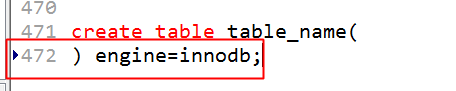 470
471 create table table_name(
472 ) engine=innodb;